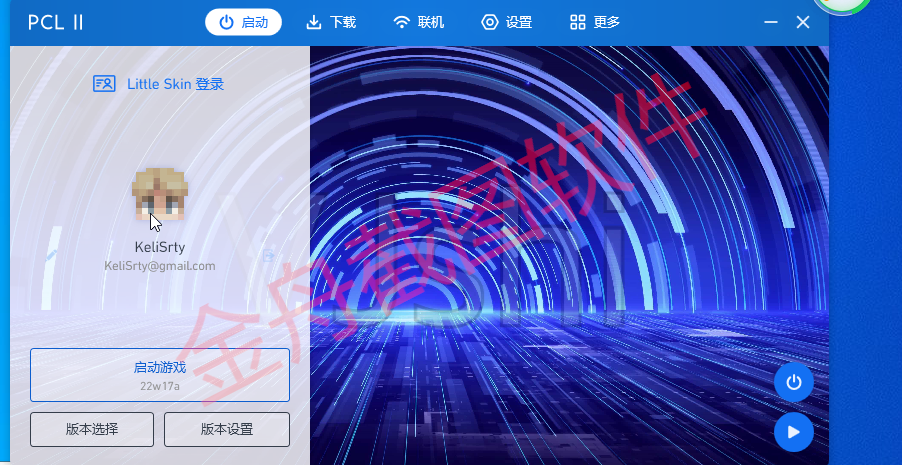 PCL II
启动 下载 联机 设置 更多
Little Skin 登录
KeliSrty
KeliSrty@gmail.com
金舟截图软件
启动游戏
22w17a
版本选择 版本设置